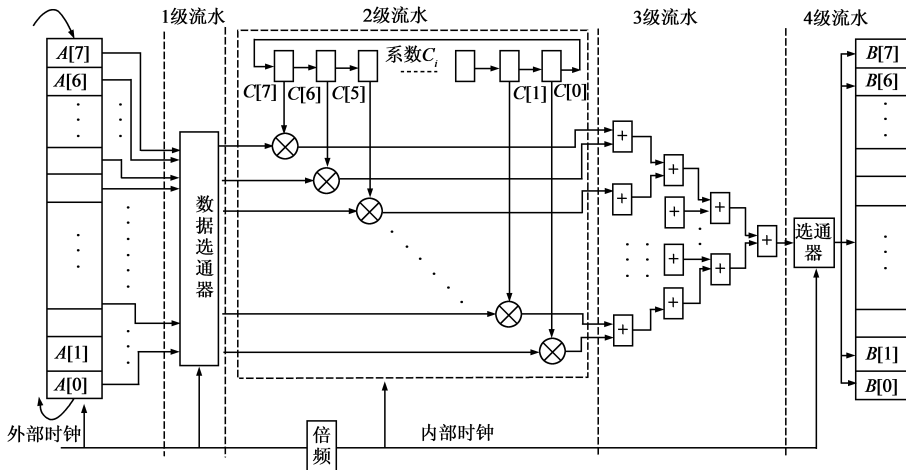 1级流水
2级流水
3级流水
4级流水
A[7]
A[6]
A[1]
A[0]
外部时钟
数据选通器
系数C_i
C[7]
C[6]
C[5]
C[1]
C[0]
+
+
+
+
+
+
+
+
+
+
选通器
B[7]
B[6]
B[1]
B[0]
倍频
内部时钟